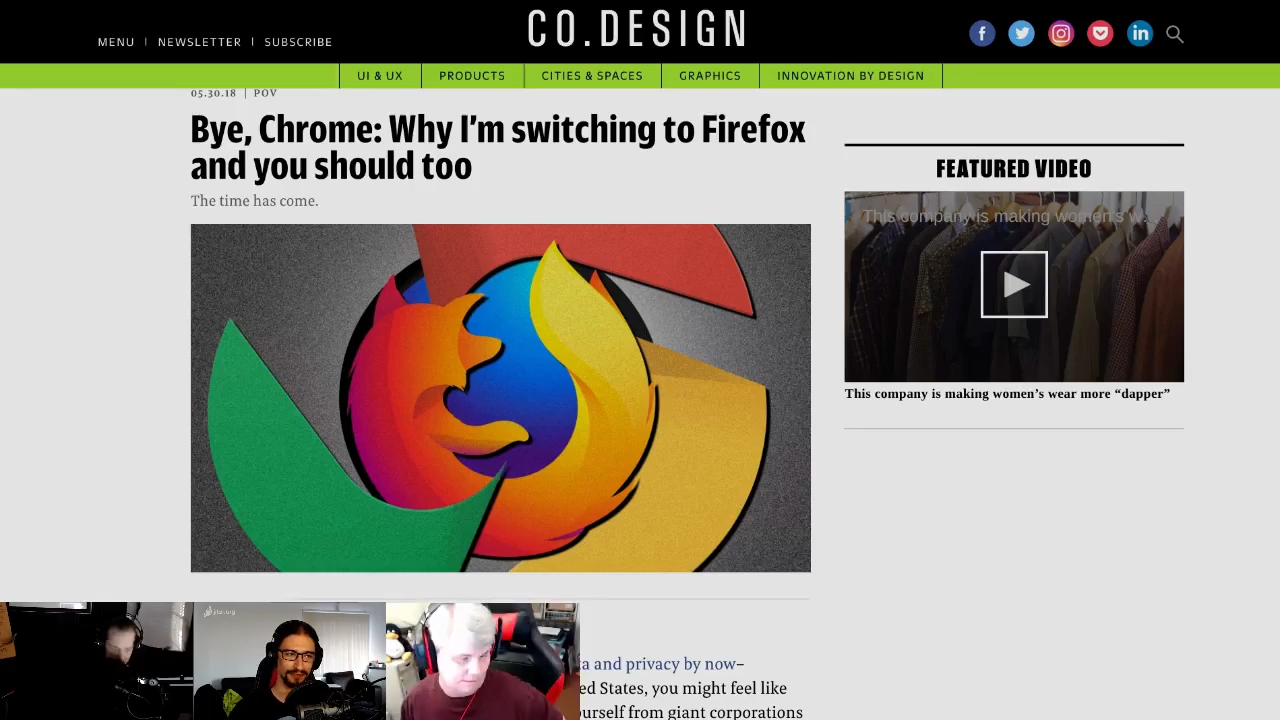 CO.DESIGN
MENU | NEWSLETTER | SUBSCRIBE
UI & UX | PRODUCTS | CITIES & SPACES | GRAPHICS | INNOVATION BY DESIGN
05.30.18 | POV
Bye, Chrome: Why I’m switching to Firefox
and you should too
The time has come.
FEATURED VIDEO
This company is making women's w...
This company is making women’s wear more “dapper”
jitsi.org
a and privacy by now–
ed States, you might feel like
ourself from giant corporations